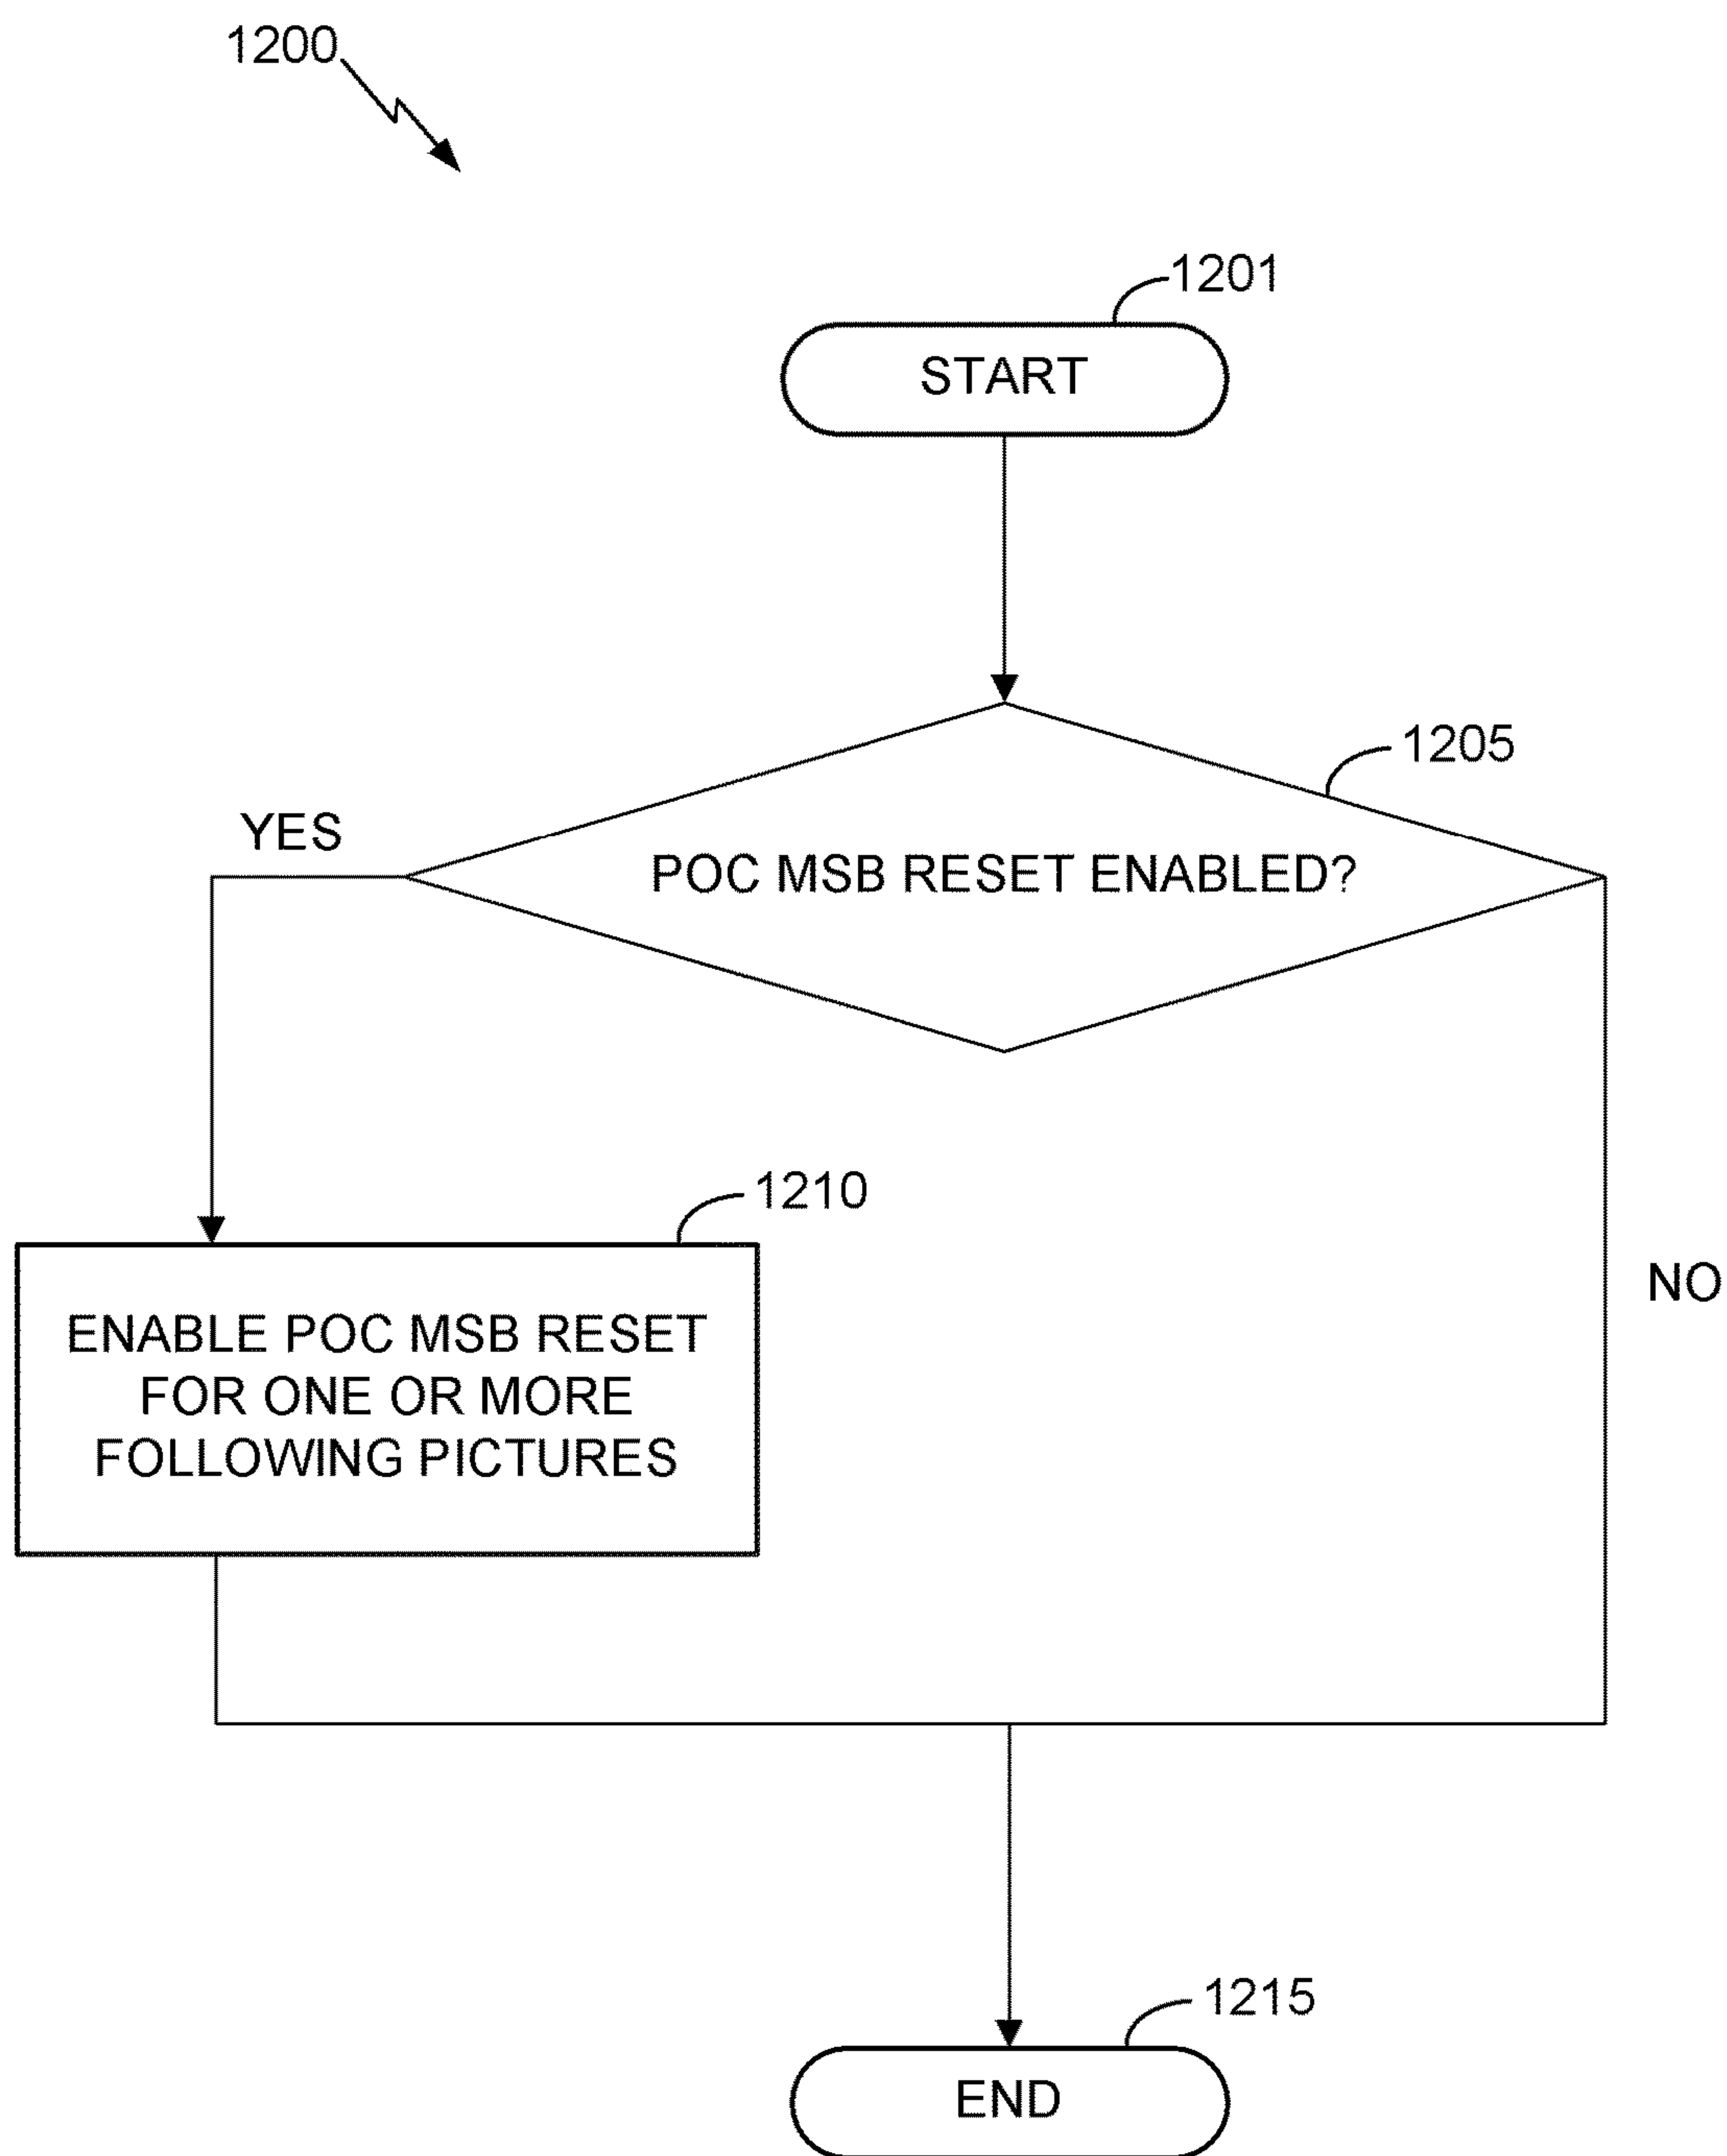 1200
1201
START
1205
YES
POC MSB RESET ENABLED?
1210
NO
ENABLE POC MSB RESET
FOR ONE OR MORE
FOLLOWING PICTURES
1215
END